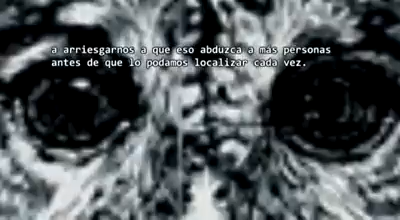 a arriesgarnos a que eso abduzca a más personas
antes de que lo podamos localizar cada vez.